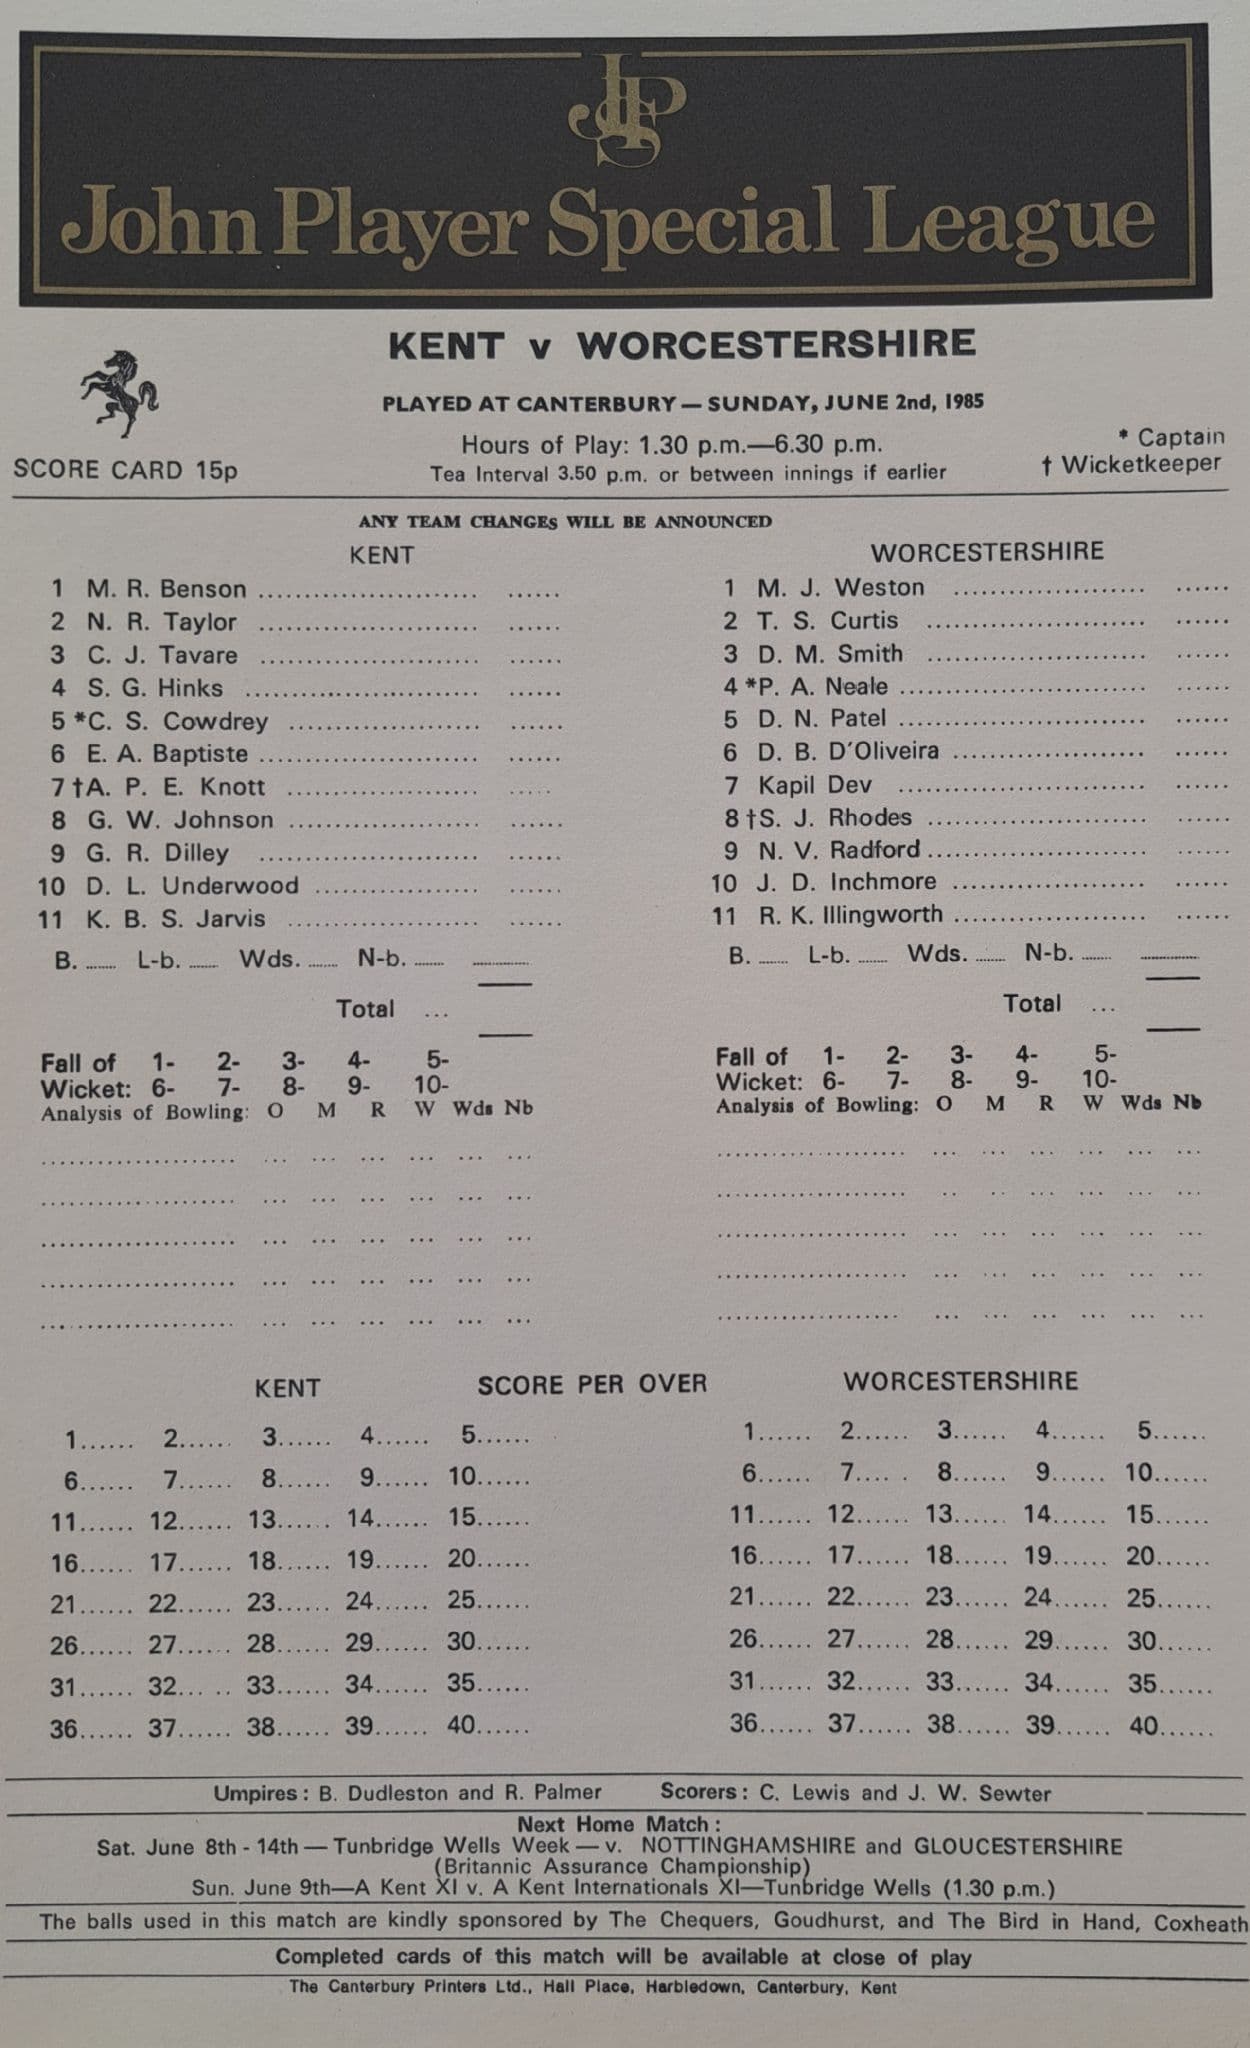 JPS
John Player Special League
KENT v WORCESTERSHIRE
PLAYED AT CANTERBURY — SUNDAY, JUNE 2nd, 1985
Hours of Play: 1.30 p.m.—6.30 p.m.
* Captain
SCORE CARD 15p
Tea Interval 3.50 p.m. or between innings if earlier
† Wicketkeeper
ANY TEAM CHANGES WILL BE ANNOUNCED
KENT
1 M. R. Benson ........................ ......
2 N. R. Taylor ........................ ......
3 C. J. Tavare ........................ ......
4 S. G. Hinks ......................... ......
5 *C. S. Cowdrey ..................... ......
6 E. A. Baptiste ........................ ......
7 †A. P. E. Knott ..................... .....
8 G. W. Johnson ..................... ......
9 G. R. Dilley ........................ ......
10 D. L. Underwood .................. ......
11 K. B. S. Jarvis ..................... ......
B. ........ L-b. ........ Wds. ........ N-b. ........ ................
Total ...
Fall of 1- 2- 3- 4- 5-
Wicket: 6- 7- 8- 9- 10-
Analysis of Bowling: O M R W Wds Nb
WORCESTERSHIRE
1 M. J. Weston ..................... ......
2 T. S. Curtis ........................ ......
3 D. M. Smith ........................ ......
4 *P. A. Neale ........................... ......
5 D. N. Patel ........................... ......
6 D. B. D'Oliveira ..................... ......
7 Kapil Dev ........................... ......
8 †S. J. Rhodes ........................ ......
9 N. V. Radford ........................ ......
10 J. D. Inchmore ..................... ......
11 R. K. Illingworth ..................... ......
B. ........ L-b. ........ Wds. ........ N-b. ........ ................
Total ...
Fall of 1- 2- 3- 4- 5-
Wicket: 6- 7- 8- 9- 10-
Analysis of Bowling: O M R W Wds Nb
KENT SCORE PER OVER WORCESTERSHIRE
1...... 2...... 3...... 4...... 5......
6...... 7...... 8...... 9...... 10......
11...... 12...... 13...... 14...... 15......
16...... 17...... 18...... 19...... 20......
21...... 22...... 23...... 24...... 25......
26...... 27...... 28...... 29...... 30......
31...... 32... .. 33...... 34...... 35......
36...... 37...... 38...... 39...... 40......
1...... 2...... 3...... 4...... 5......
6...... 7.... . 8...... 9...... 10......
11...... 12...... 13...... 14...... 15......
16...... 17...... 18...... 19...... 20......
21...... 22...... 23...... 24...... 25......
26...... 27...... 28...... 29...... 30......
31...... 32...... 33...... 34...... 35......
36...... 37...... 38...... 39...... 40......
Umpires : B. Dudleston and R. Palmer Scorers : C. Lewis and J. W. Sewter
Next Home Match :
Sat. June 8th - 14th — Tunbridge Wells Week — v. NOTTINGHAMSHIRE and GLOUCESTERSHIRE
(Britannic Assurance Championship)
Sun. June 9th—A Kent XI v. A Kent Internationals XI—Tunbridge Wells (1.30 p.m.)
The balls used in this match are kindly sponsored by The Chequers, Goudhurst, and The Bird in Hand, Coxheath
Completed cards of this match will be available at close of play
The Canterbury Printers Ltd., Hall Place, Harbledown, Canterbury, Kent